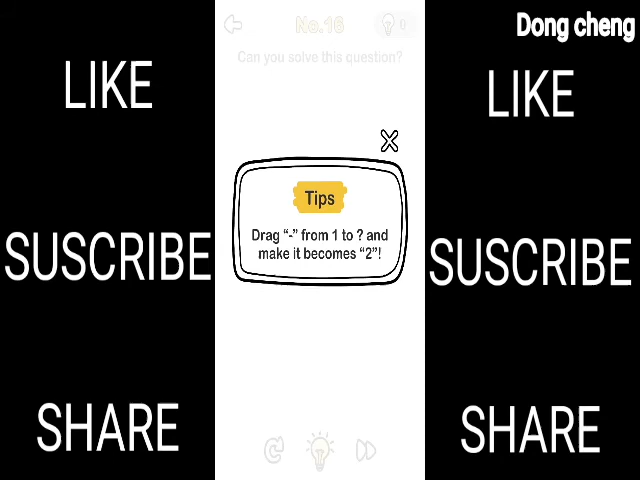 Dong cheng
No.16
0
Can you solve this question?
LIKE
LIKE
Tips
Drag “-” from 1 to ? and
make it becomes “2”!
SUSCRIBE
SUSCRIBE
SHARE
SHARE